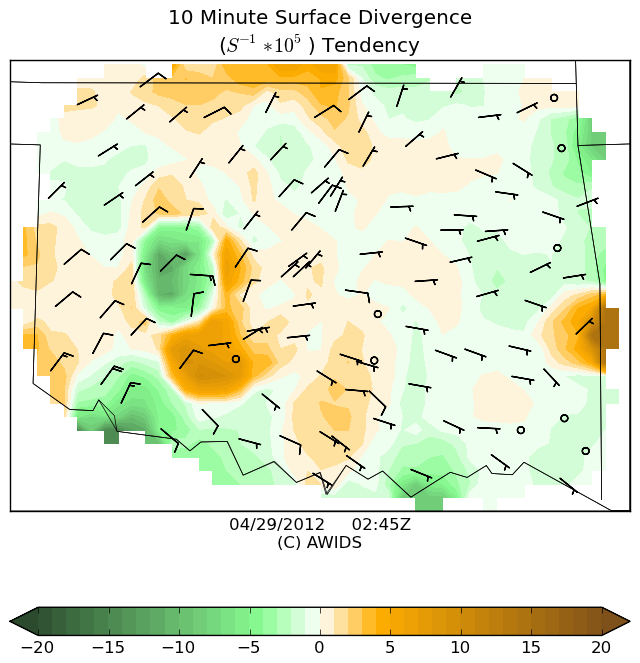 10 Minute Surface Divergence
(S⁻¹ *10⁵ ) Tendency
04/29/2012 02:45Z
(C) AWIDS
−20 −15 −10 −5 0 5 10 15 20